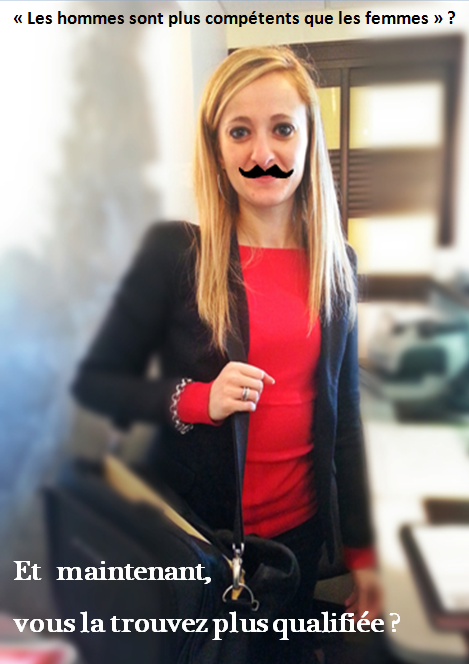 « Les hommes sont plus compétents que les femmes » ?
Et maintenant,
vous la trouvez plus qualifiée ?